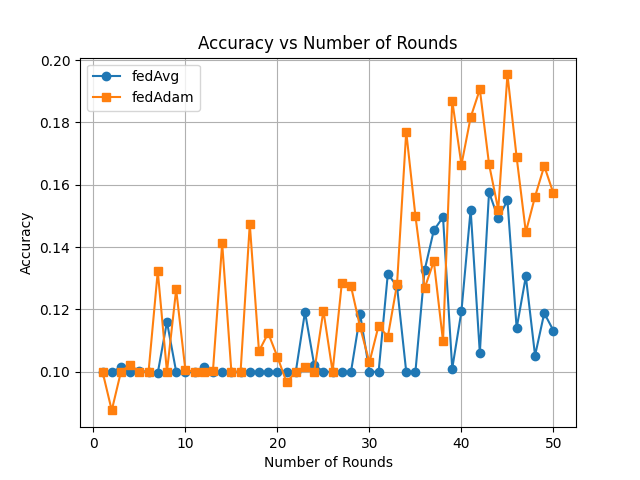 Accuracy vs Number of Rounds
fedAvg
fedAdam
0.20
0.18
0.16
0.14
0.12
0.10
Accuracy
0 10 20 30 40 50
Number of Rounds